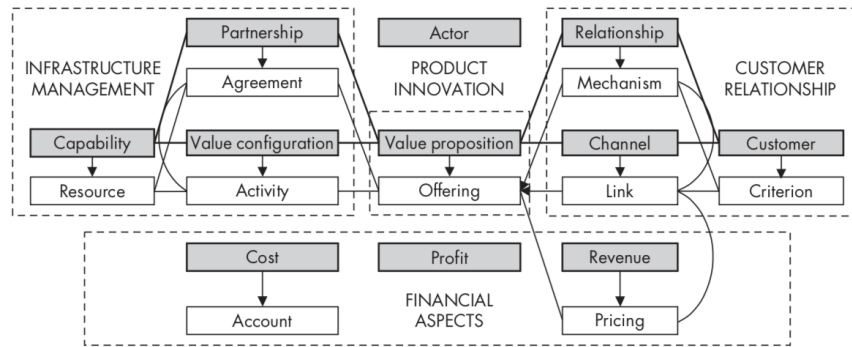 Partnership
Actor
Relationship
INFRASTRUCTURE
MANAGEMENT
Agreement
PRODUCT
INNOVATION
Mechanism
CUSTOMER
RELATIONSHIP
Capability
Value configuration
Value proposition
Channel
Customer
Resource
Activity
Offering
Link
Criterion
Cost
Profit
Revenue
Account
FINANCIAL
ASPECTS
Pricing